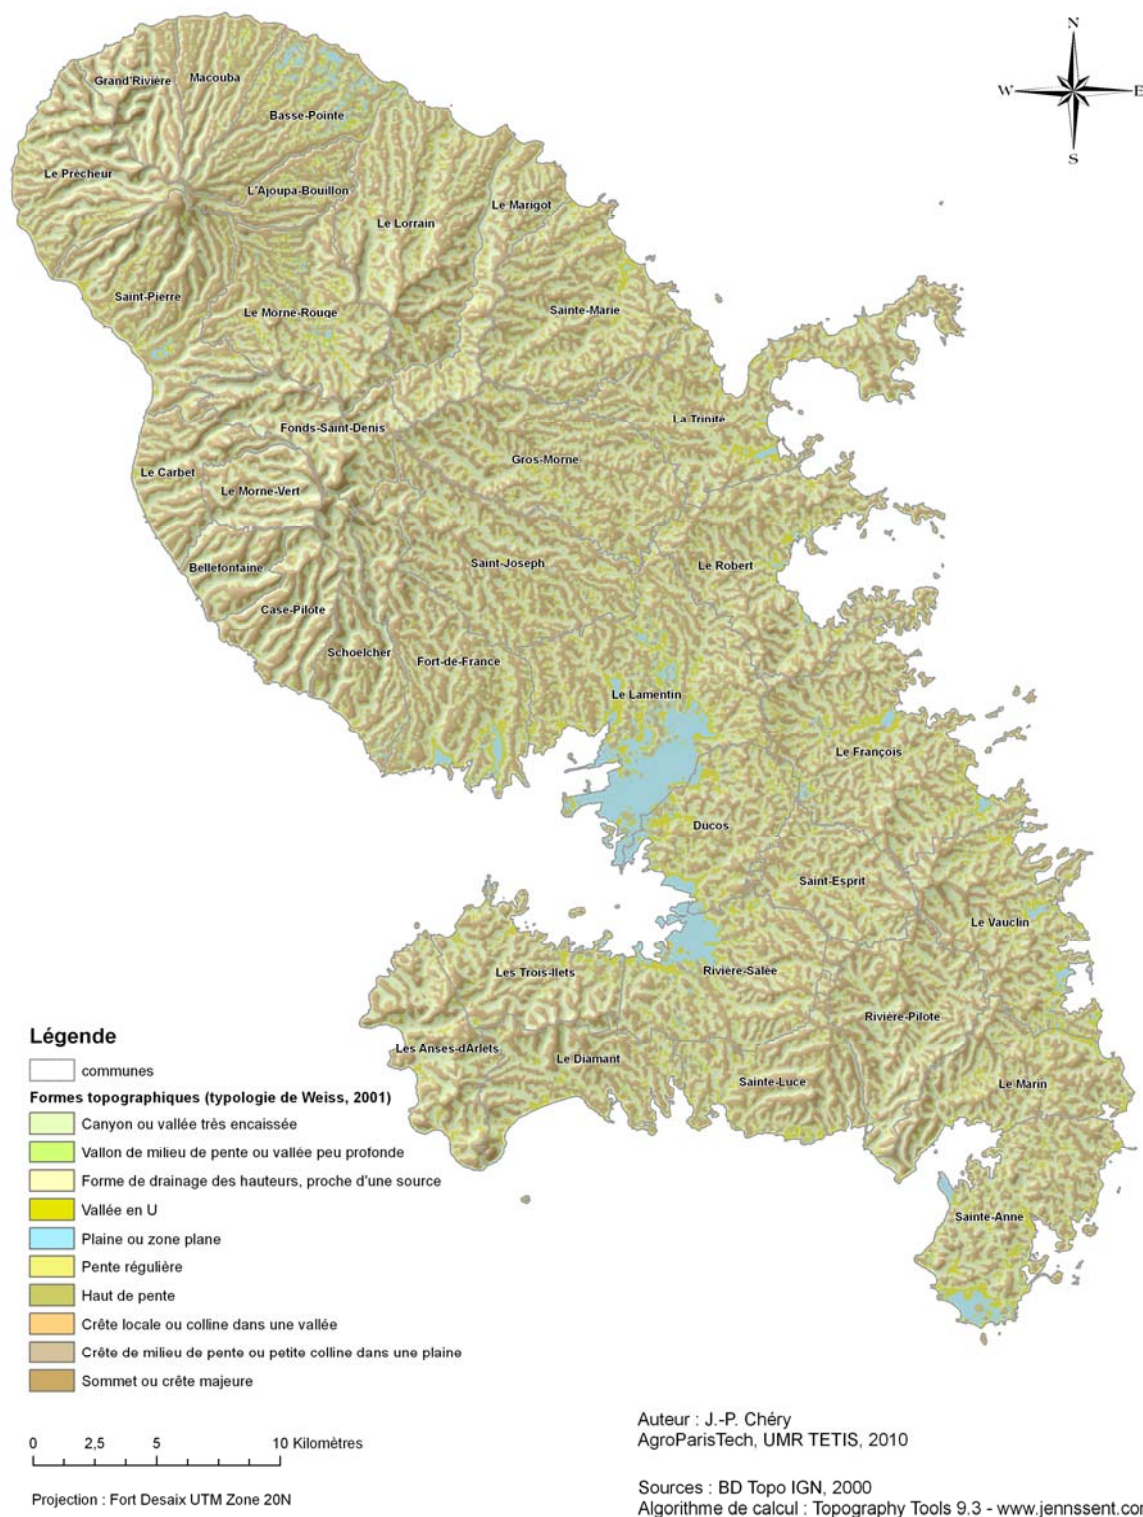 N
W E
S
Grand'Rivière
Macouba
Basse-Pointe
Le Prêcheur
L'Ajoupa-Bouillon
Le Marigot
Le Lorrain
Saint-Pierre
Le Morne-Rouge
Sainte-Marie
La Trinité
Fonds-Saint-Denis
Gros-Morne
Le Carbet
Le Morne-Vert
Saint-Joseph
Le Robert
Bellefontaine
Case-Pilote
Schoelcher
Fort-de-France
Le Lamentin
Le François
Ducos
Saint-Esprit
Le Vauclin
Les Trois-Ilets
Rivière-Salée
Rivière-Pilote
Les Anses-d'Arlets
Le Diamant
Sainte-Luce
Le Marin
Sainte-Anne
Légende
communes
Formes topographiques (typologie de Weiss, 2001)
Canyon ou vallée très encaissée
Vallon de milieu de pente ou vallée peu profonde
Forme de drainage des hauteurs, proche d'une source
Vallée en U
Plaine ou zone plane
Pente régulière
Haut de pente
Crête locale ou colline dans une vallée
Crête de milieu de pente ou petite colline dans une plaine
Sommet ou crête majeure
0 2,5 5 10 Kilomètres
Projection : Fort Desaix UTM Zone 20N
Auteur : J.-P. Chéry
AgroParisTech, UMR TETIS, 2010
Sources : BD Topo IGN, 2000
Algorithme de calcul : Topography Tools 9.3 - www.jennssent.com